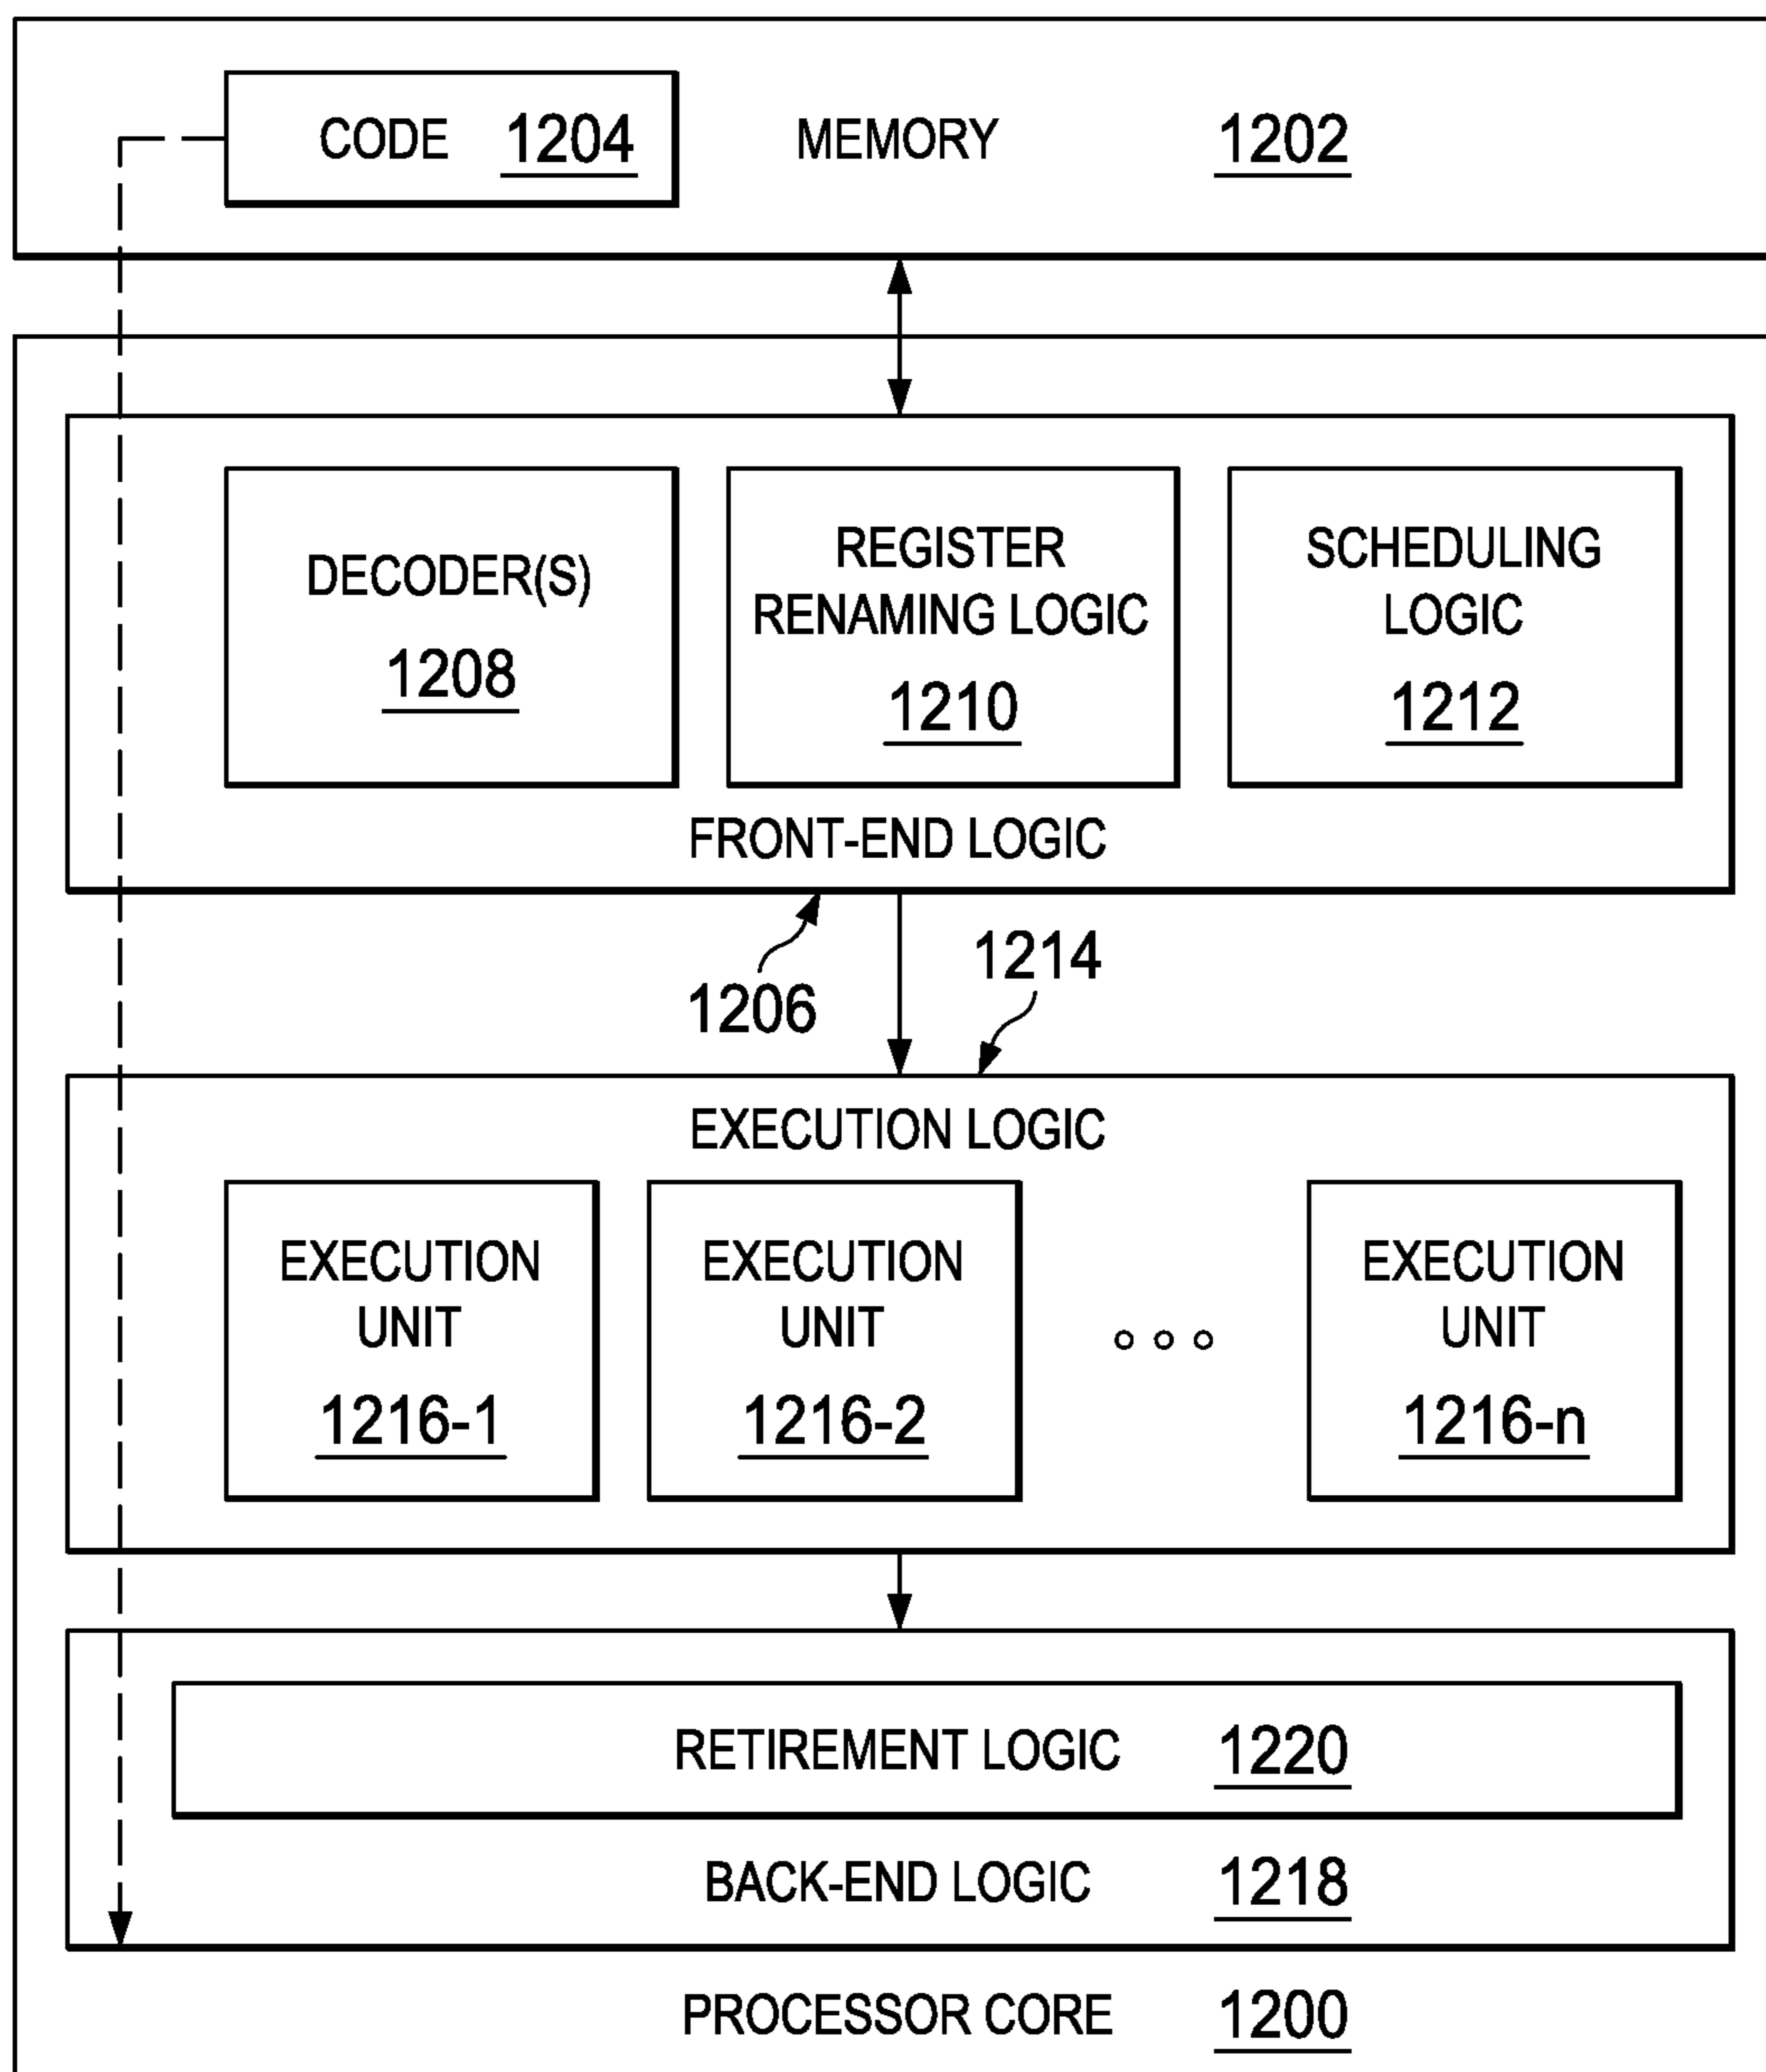 CODE 1204 MEMORY 1202
DECODER(S)
1208
REGISTER
RENAMING LOGIC
1210
SCHEDULING
LOGIC
1212
FRONT-END LOGIC
1206
1214
EXECUTION LOGIC
EXECUTION
UNIT
1216-1
EXECUTION
UNIT
1216-2
EXECUTION
UNIT
1216-n
RETIREMENT LOGIC 1220
BACK-END LOGIC 1218
PROCESSOR CORE 1200